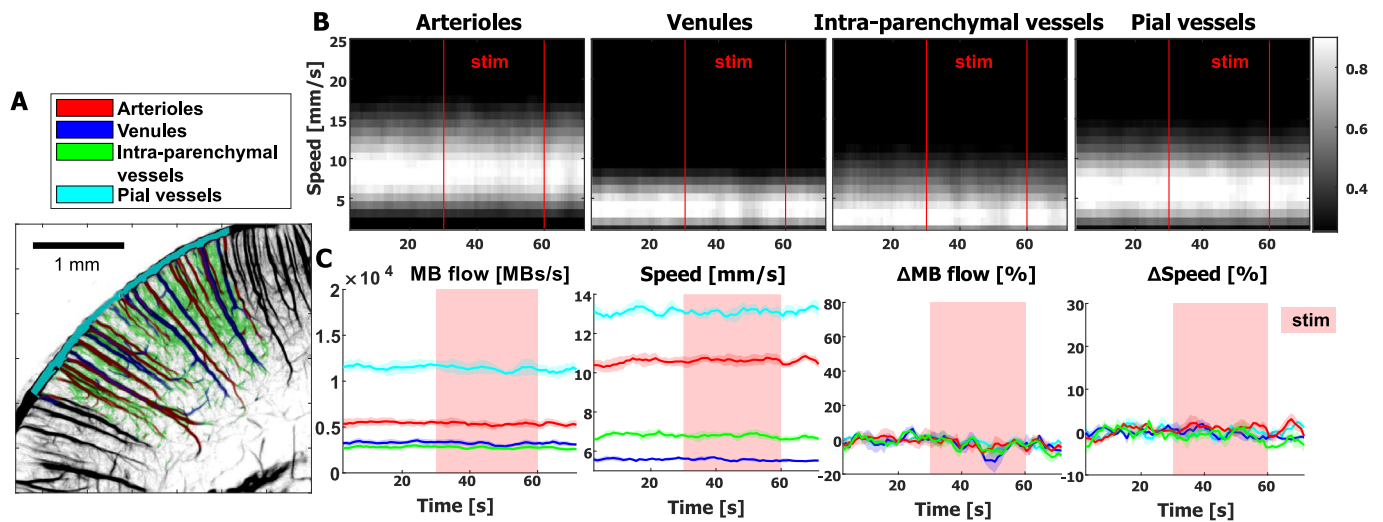 B
Arterioles
Venules
Intra-parenchymal vessels
Pial vessels
A
Arterioles
Venules
Intra-parenchymal
vessels
Pial vessels
1 mm
Speed [mm/s]
25
20
15
10
5
stim
stim
stim
stim
20 40 60
20 40 60
20 40 60
20 40 60
0.8
0.6
0.4
C
MB flow [MBs/s]
× 10⁴
2
1.5
1
0.5
0
20 40 60
Time [s]
Speed [mm/s]
14
12
10
8
6
20 40 60
Time [s]
ΔMB flow [%]
80
60
40
20
0
-20
20 40 60
Time [s]
ΔSpeed [%]
30
20
10
0
-10
20 40 60
Time [s]
stim